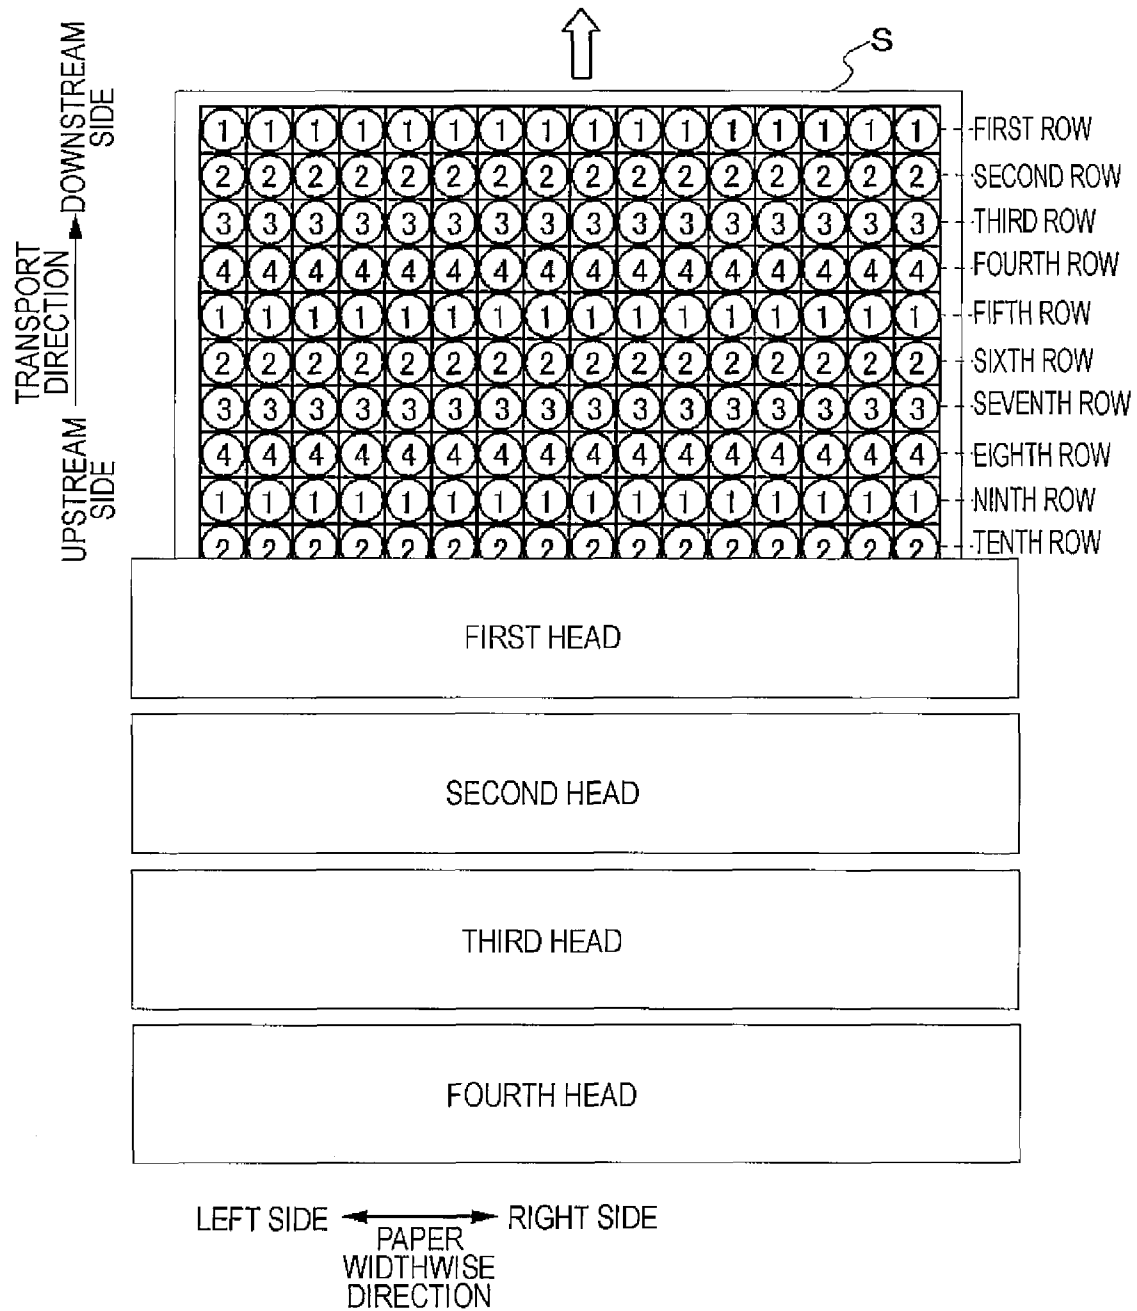 S
DOWNSTREAM
SIDE
TRANSPORT
DIRECTION
UPSTREAM
SIDE
1 1 1 1 1 1 1 1 1 1 1 1 1 1 1 1 FIRST ROW
2 2 2 2 2 2 2 2 2 2 2 2 2 2 2 2 SECOND ROW
3 3 3 3 3 3 3 3 3 3 3 3 3 3 3 3 THIRD ROW
4 4 4 4 4 4 4 4 4 4 4 4 4 4 4 4 FOURTH ROW
1 1 1 1 1 1 1 1 1 1 1 1 1 1 1 1 FIFTH ROW
2 2 2 2 2 2 2 2 2 2 2 2 2 2 2 2 SIXTH ROW
3 3 3 3 3 3 3 3 3 3 3 3 3 3 3 3 SEVENTH ROW
4 4 4 4 4 4 4 4 4 4 4 4 4 4 4 4 EIGHTH ROW
1 1 1 1 1 1 1 1 1 1 1 1 1 1 1 1 NINTH ROW
2 2 2 2 2 2 2 2 2 2 2 2 2 2 2 2 TENTH ROW
FIRST HEAD
SECOND HEAD
THIRD HEAD
FOURTH HEAD
LEFT SIDE RIGHT SIDE
PAPER
WIDTHWISE
DIRECTION